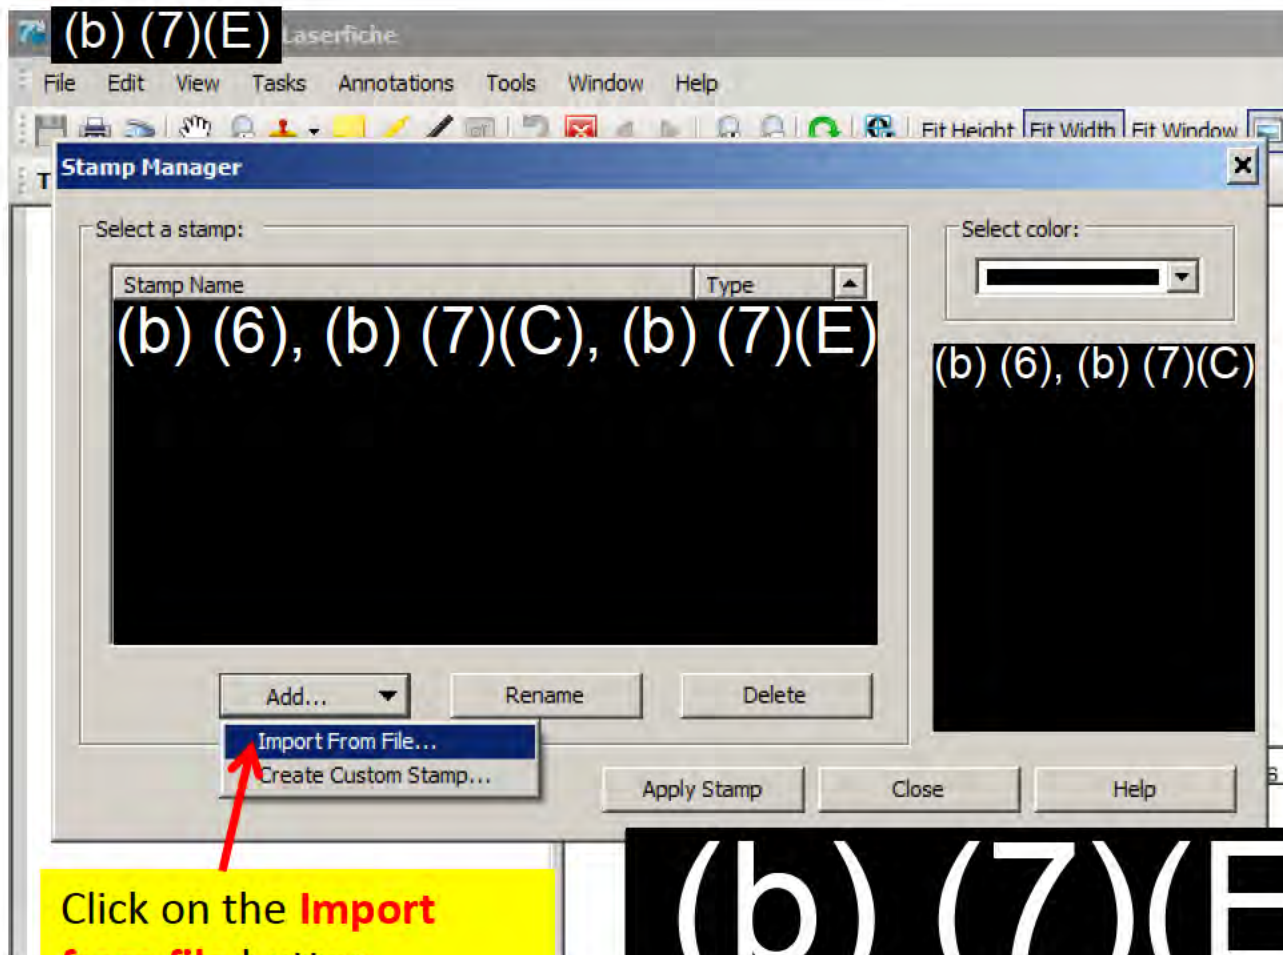 (b) (7)(E) Laserfiche
File Edit View Tasks Annotations Tools Window Help
Fit Height Fit Width Fit Window
Stamp Manager
Select a stamp:
Select color:
Stamp Name Type
(b) (6), (b) (7)(C), (b) (7)(E)
(b) (6), (b) (7)(C)
Add... Rename Delete
Import From File...
Create Custom Stamp...
Apply Stamp Close Help
Click on the Import
(b) (7)(E